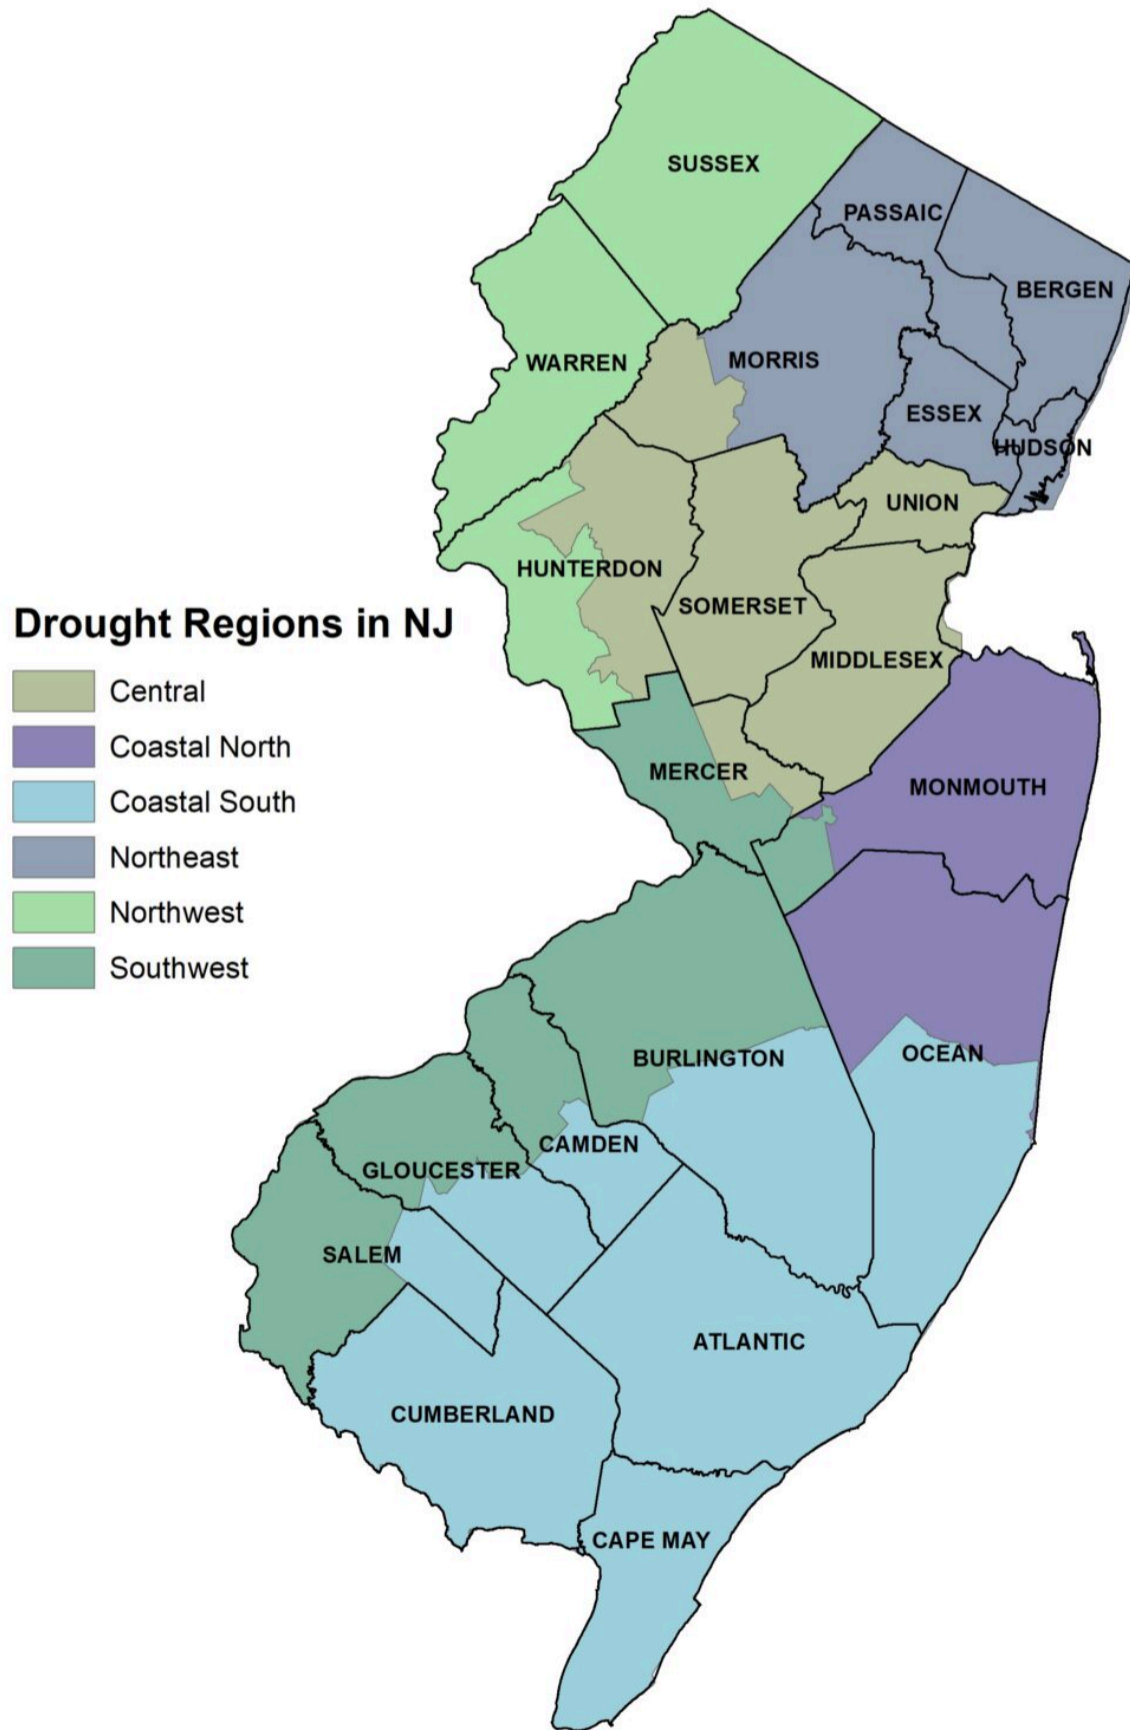 SUSSEX
PASSAIC
BERGEN
WARREN
MORRIS
ESSEX
HUDSON
UNION
HUNTERDON
SOMERSET
MIDDLESEX
Drought Regions in NJ
Central
Coastal North
Coastal South
Northeast
Northwest
Southwest
MERCER
MONMOUTH
BURLINGTON
OCEAN
CAMDEN
GLOUCESTER
SALEM
ATLANTIC
CUMBERLAND
CAPE MAY